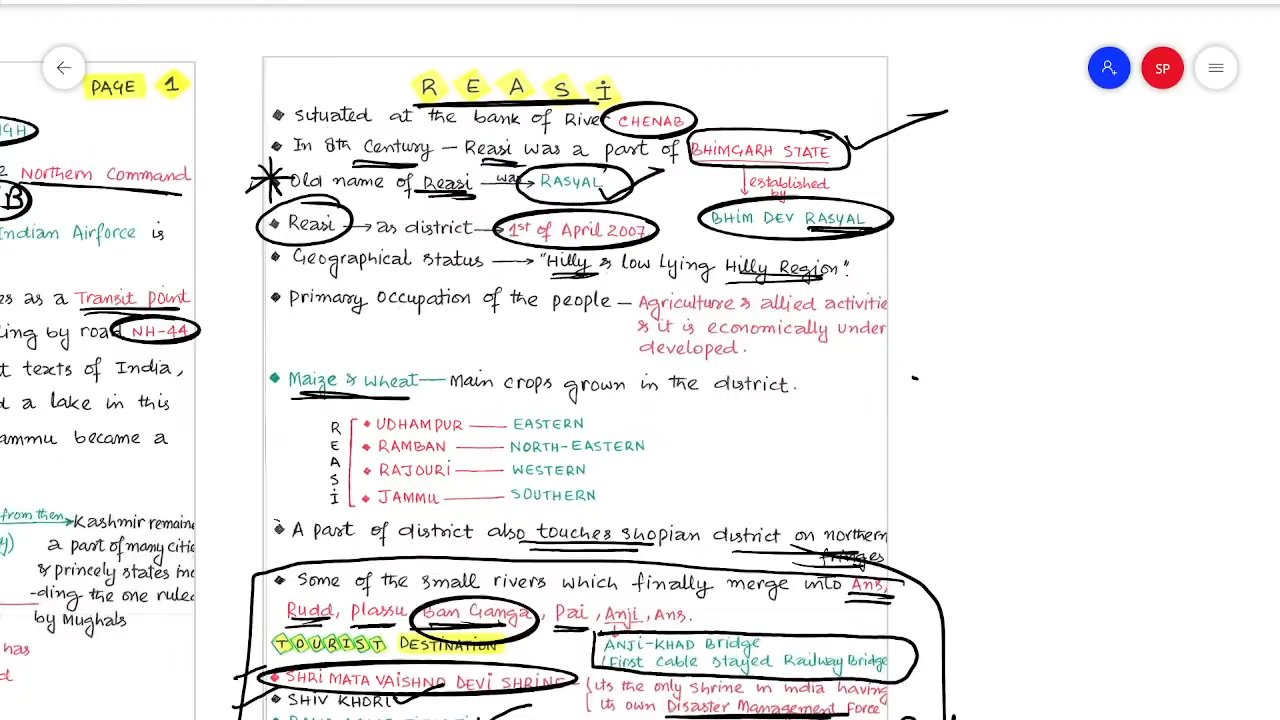 PAGE 1
Northern Command
Indian Airforce is
es as a Transit Point
ling by road NH-44
t texts of India,
d a lake in this
ammu became a
from then Kashmir remaine
a part of many citie
& princely states inc
-ding the one rulec
by Mughals
has
SP
REASI
◆ situated at the bank of River CHENAB
◆ In 8th Century — Reasi was a part of BHIMGARH STATE
established by
BHIM DEV RASYAL
Old name of Reasi was → RASYAL
◆ Reasi → as district → 1st of April 2007
◆ Geographical status → "Hilly & low lying Hilly Region".
◆ Primary occupation of the people – Agriculture & allied activitie
& it is economically under
developed.
◆ Maize & wheat — Main crops grown in the district.
REASI
◆ UDHAMPUR — EASTERN
◆ RAMBAN — NORTH-EASTERN
◆ RAJOURI — WESTERN
◆ JAMMU — SOUTHERN
◆ A part of district also touches shopian district on northern
fringes
◆ Some of the small rivers which finally merge into Ans,
Rudd, Plassu, Ban Ganga, Pai, Anji, Ans.
TOURIST DESTINATION
ANJI-KHAD Bridge
First cable stayed Railway Bridge
◆ SHRI MATA VAISHNO DEVI SHRINE – its the only shrine in india having
its own Disaster Management Force
◆ SHIV KHORI